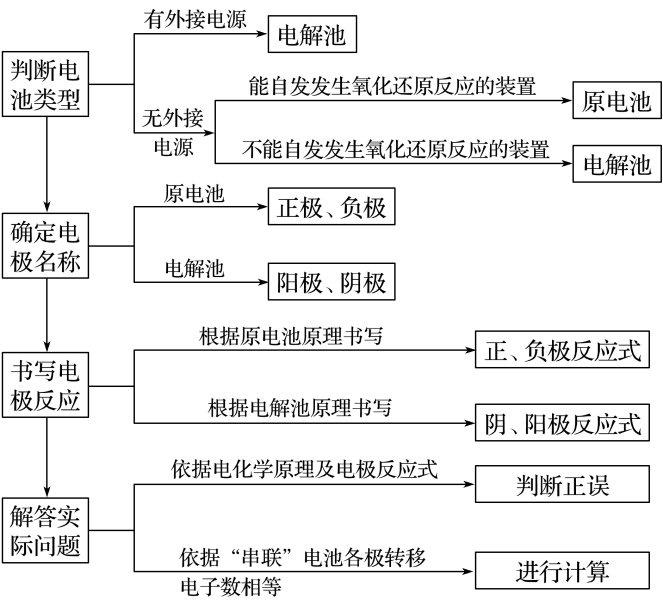 判断电
池类型
有外接电源
电解池
无外接
电源
能自发发生氧化还原反应的装置
原电池
不能自发发生氧化还原反应的装置
电解池
确定电
极名称
原电池
正极、负极
电解池
阳极、阴极
书写电
极反应
根据原电池原理书写
正、负极反应式
根据电解池原理书写
阴、阳极反应式
解答实
际问题
依据电化学原理及电极反应式
判断正误
依据“串联”电池各极转移
电子数相等
进行计算